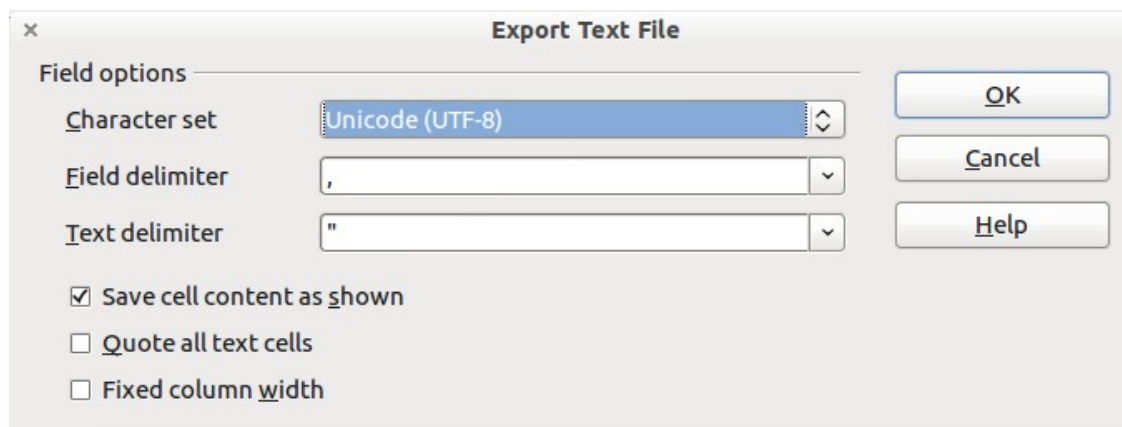 Export Text File
Field options
OK
Character set Unicode (UTF-8)
Cancel
Field delimiter ,
Text delimiter "
Help
Save cell content as shown
Quote all text cells
Fixed column width